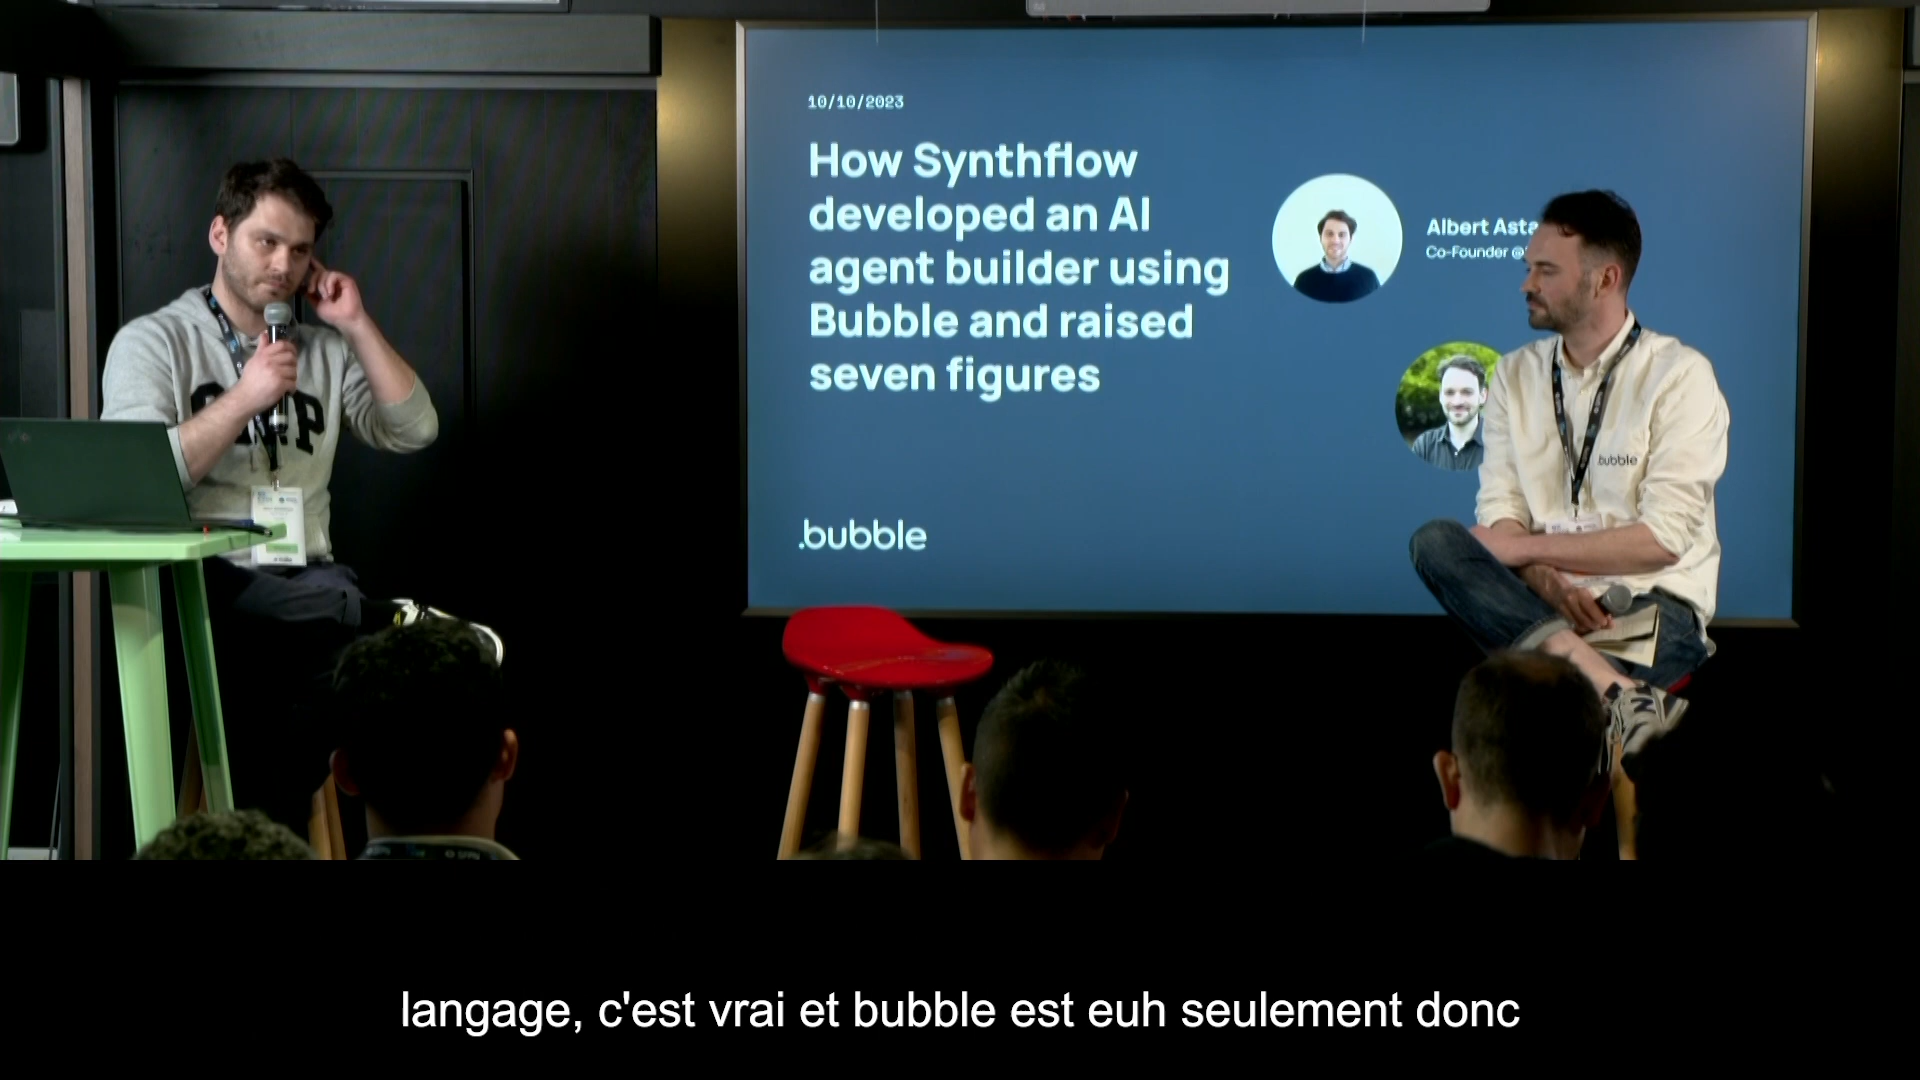 10/10/2023
How Synthflow
developed an AI
agent builder using
Bubble and raised
seven figures
Albert Asta
Co-Founder @
.bubble
.bubble
langage, c'est vrai et bubble est euh seulement donc